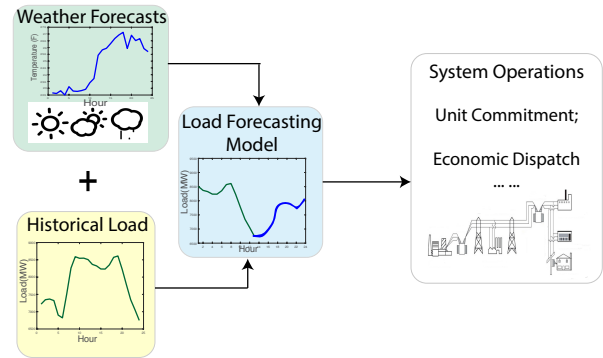 Weather Forecasts
Temperature (F)
Hour
+
Historical Load
Load(MW)
Hour
Load Forecasting
Model
Load(MW)
Hour
System Operations
Unit Commitment;
Economic Dispatch
... ...